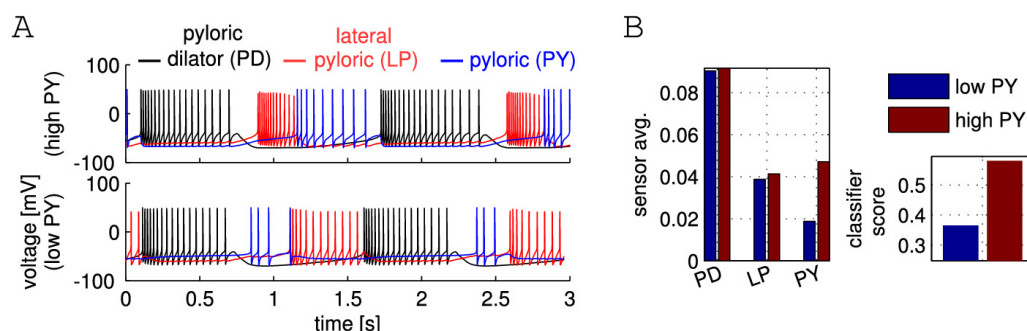 A
pyloric
dilator (PD)
lateral
pyloric (LP)
pyloric (PY)
voltage [mV]
(high PY)
100
0
-100
(low PY)
100
0
-100
0 0.5 1 1.5 2 2.5 3
time [s]
B
sensor avg.
0.08
0.06
0.04
0.02
0
PD LP PY
low PY
high PY
classifier
score
0.5
0.4
0.3